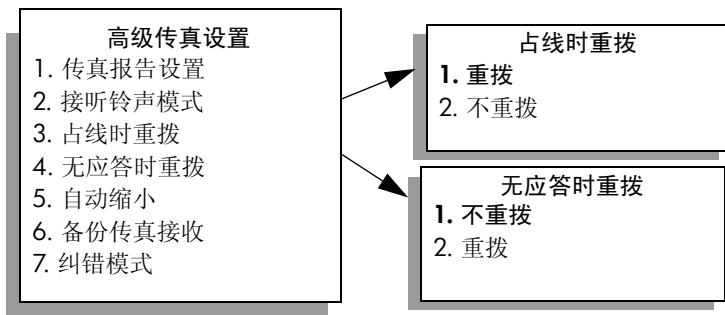 高级传真设置
1. 传真报告设置
2. 接听铃声模式
3. 占线时重拨
4. 无应答时重拨
5. 自动缩小
6. 备份传真接收
7. 纠错模式
占线时重拨
1. 重拨
2. 不重拨
无应答时重拨
1. 不重拨
2. 重拨